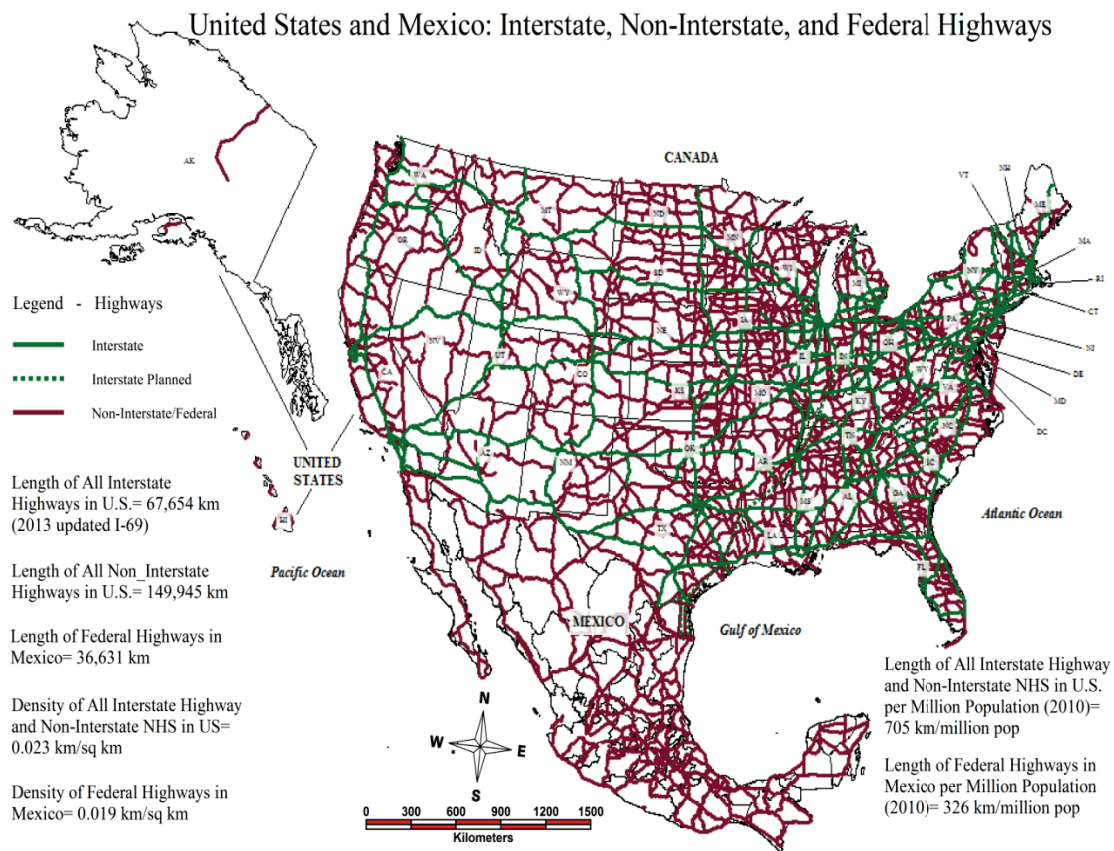 United States and Mexico: Interstate, Non-Interstate, and Federal Highways
AK
CANADA
VT
NH
ME
MA
RI
CT
NJ
DE
MD
DC
WA
MT
ND
MN
OR
ID
SD
WI
MI
NY
WY
NE
IA
PA
NV
UT
CO
IL
IN
OH
CA
KS
MO
WV
VA
KY
NC
TN
AZ
NM
OK
AR
SC
MS
AL
GA
TX
LA
FL
Legend - Highways
Interstate
Interstate Planned
Non-Interstate/Federal
UNITED
STATES
HI
Pacific Ocean
Atlantic Ocean
MEXICO
Gulf of Mexico
Length of All Interstate
Highways in U.S.= 67,654 km
(2013 updated I-69)
Length of All Non_Interstate
Highways in U.S.= 149,945 km
Length of Federal Highways in
Mexico= 36,631 km
Density of All Interstate Highway
and Non-Interstate NHS in US=
0.023 km/sq km
Density of Federal Highways in
Mexico= 0.019 km/sq km
N
W
E
S
0 300 600 900 1200 1500
Kilometers
Length of All Interstate Highway
and Non-Interstate NHS in U.S.
per Million Population (2010)=
705 km/million pop
Length of Federal Highways in
Mexico per Million Population
(2010)= 326 km/million pop